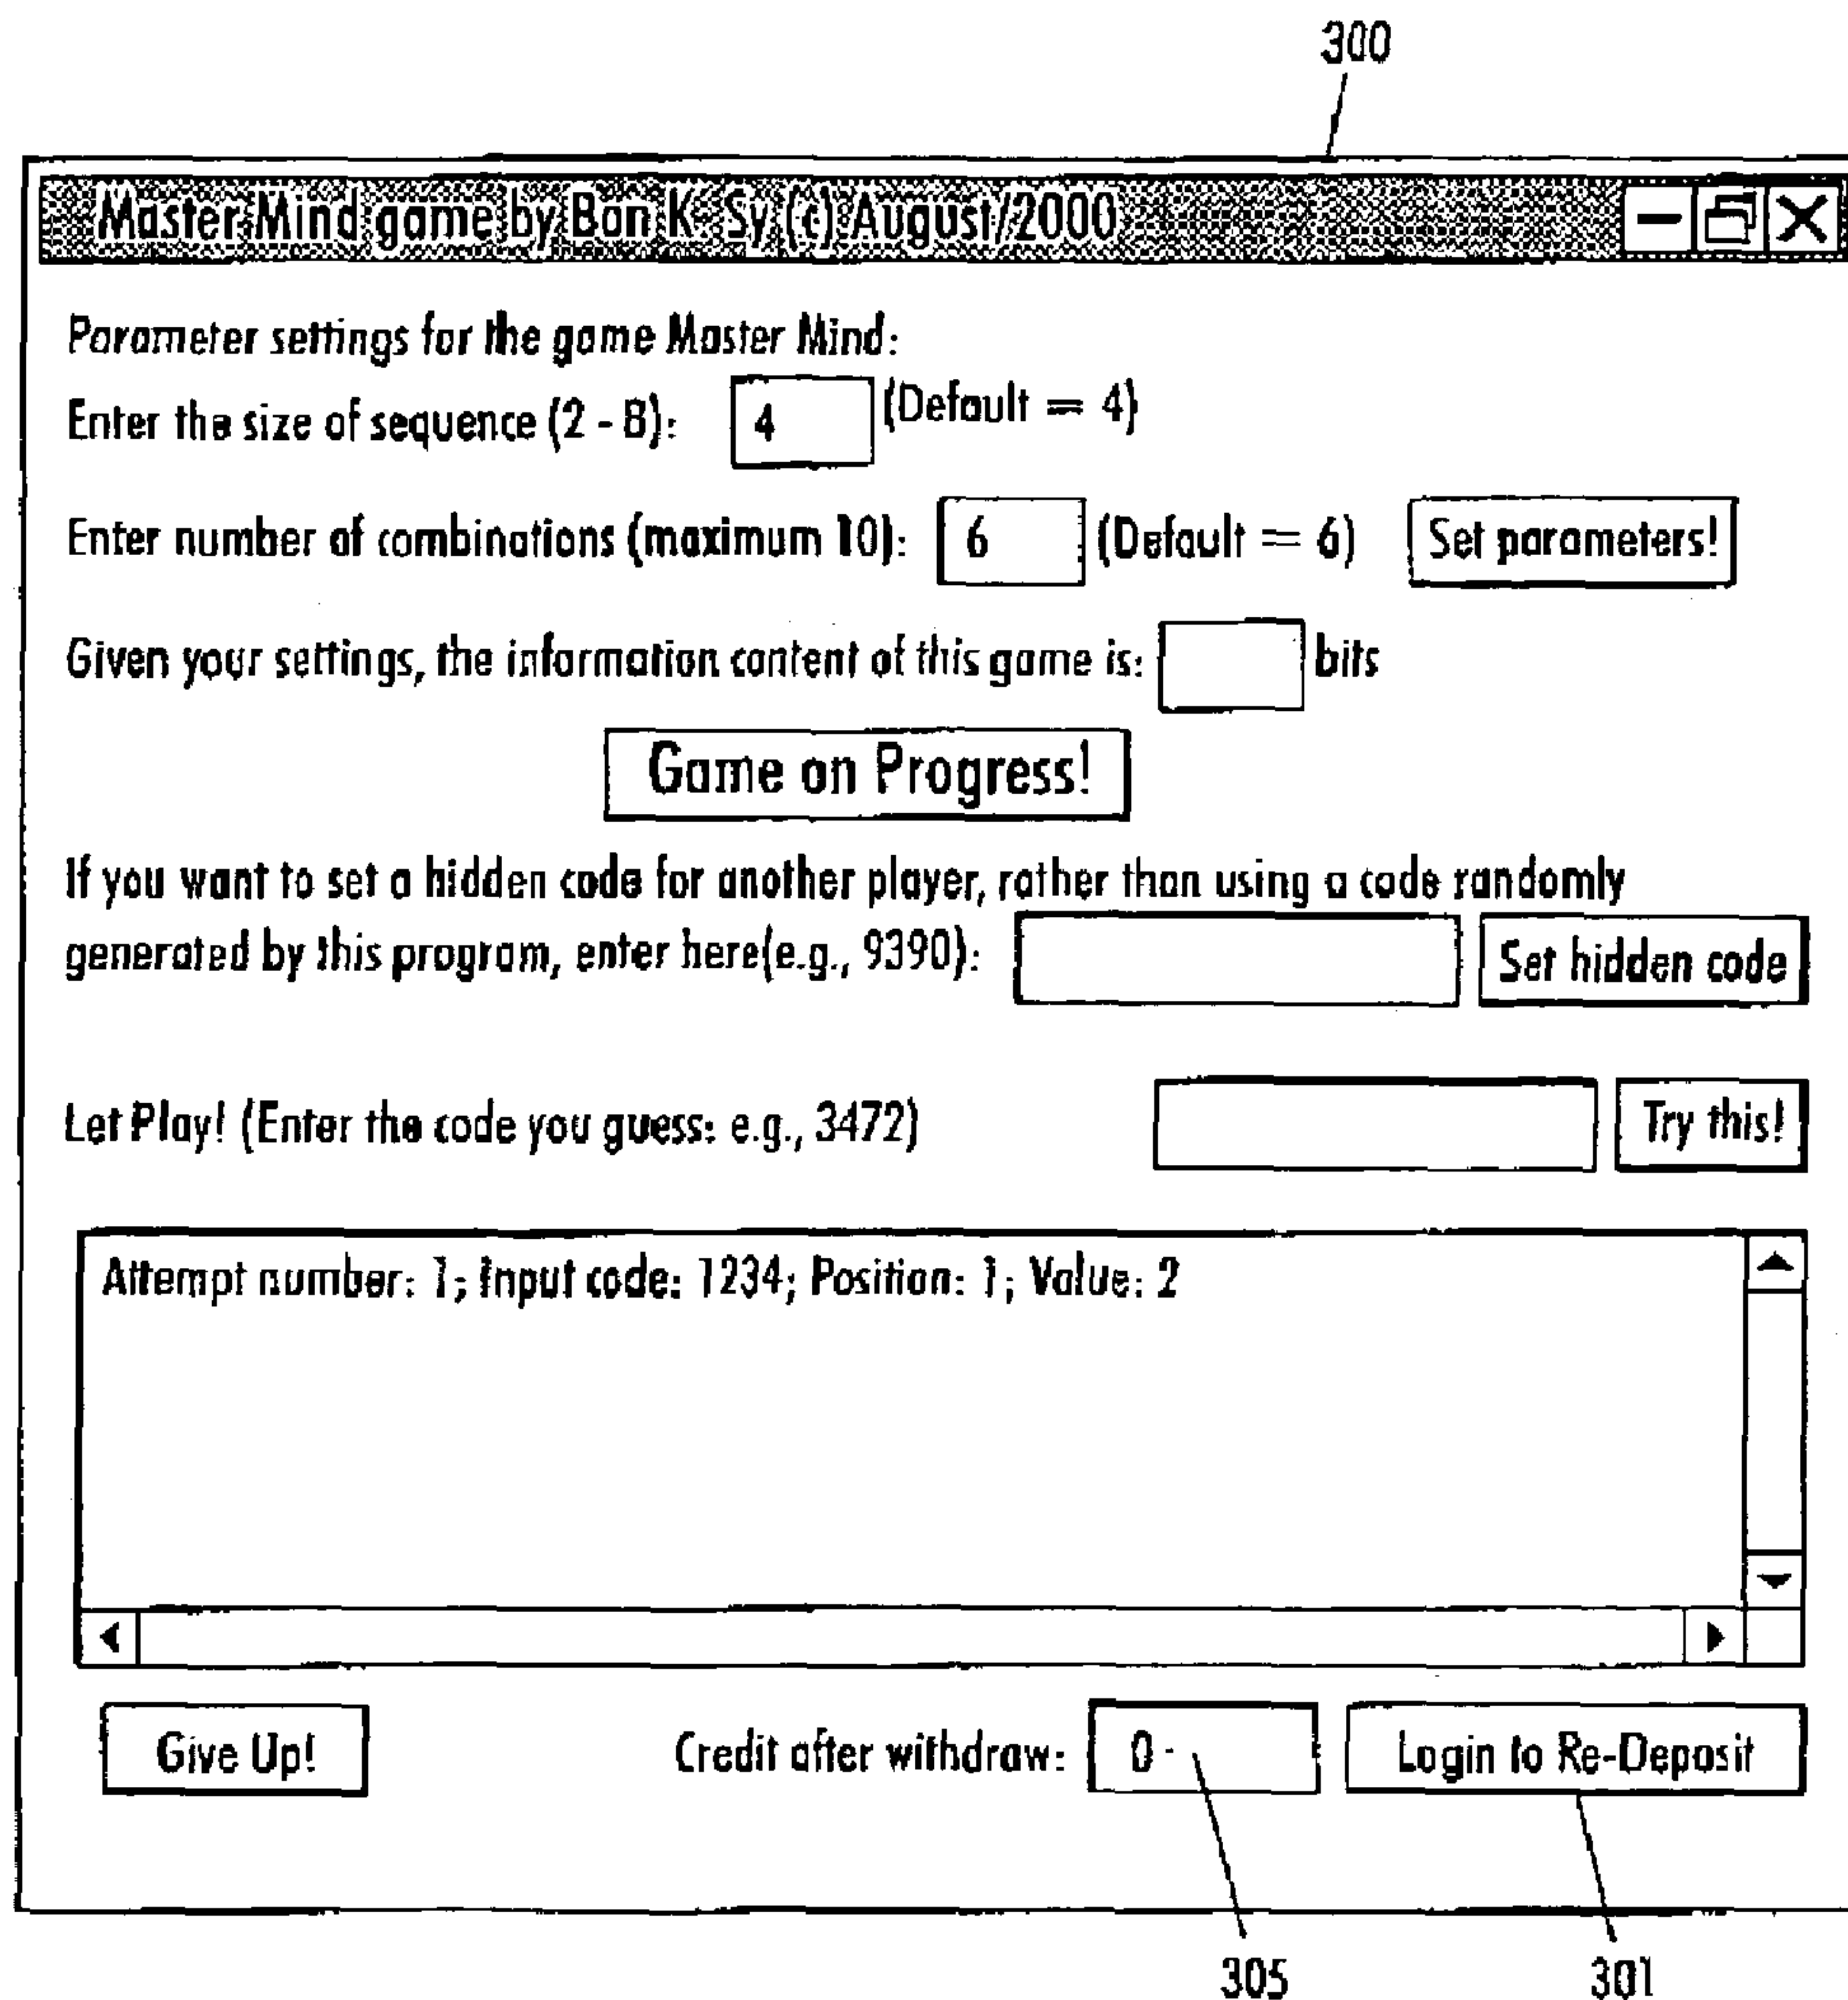 300
Master Mind game by Bon K. Sy (c) August/2000
Parameter settings for the game Master Mind:
Enter the size of sequence (2 - 8): 4 (Default = 4)
Enter number of combinations (maximum 10): 6 (Default = 6) Set parameters!
Given your settings, the information content of this game is: bits
Game on Progress!
If you want to set a hidden code for another player, rather than using a code randomly
generated by this program, enter here(e.g., 9390): Set hidden code
Let Play! (Enter the code you guess: e.g., 3472) Try this!
Attempt number: 1; Input code: 1234; Position: 1; Value: 2
Give Up! Credit after withdraw: 0 Login to Re-Deposit
305 301